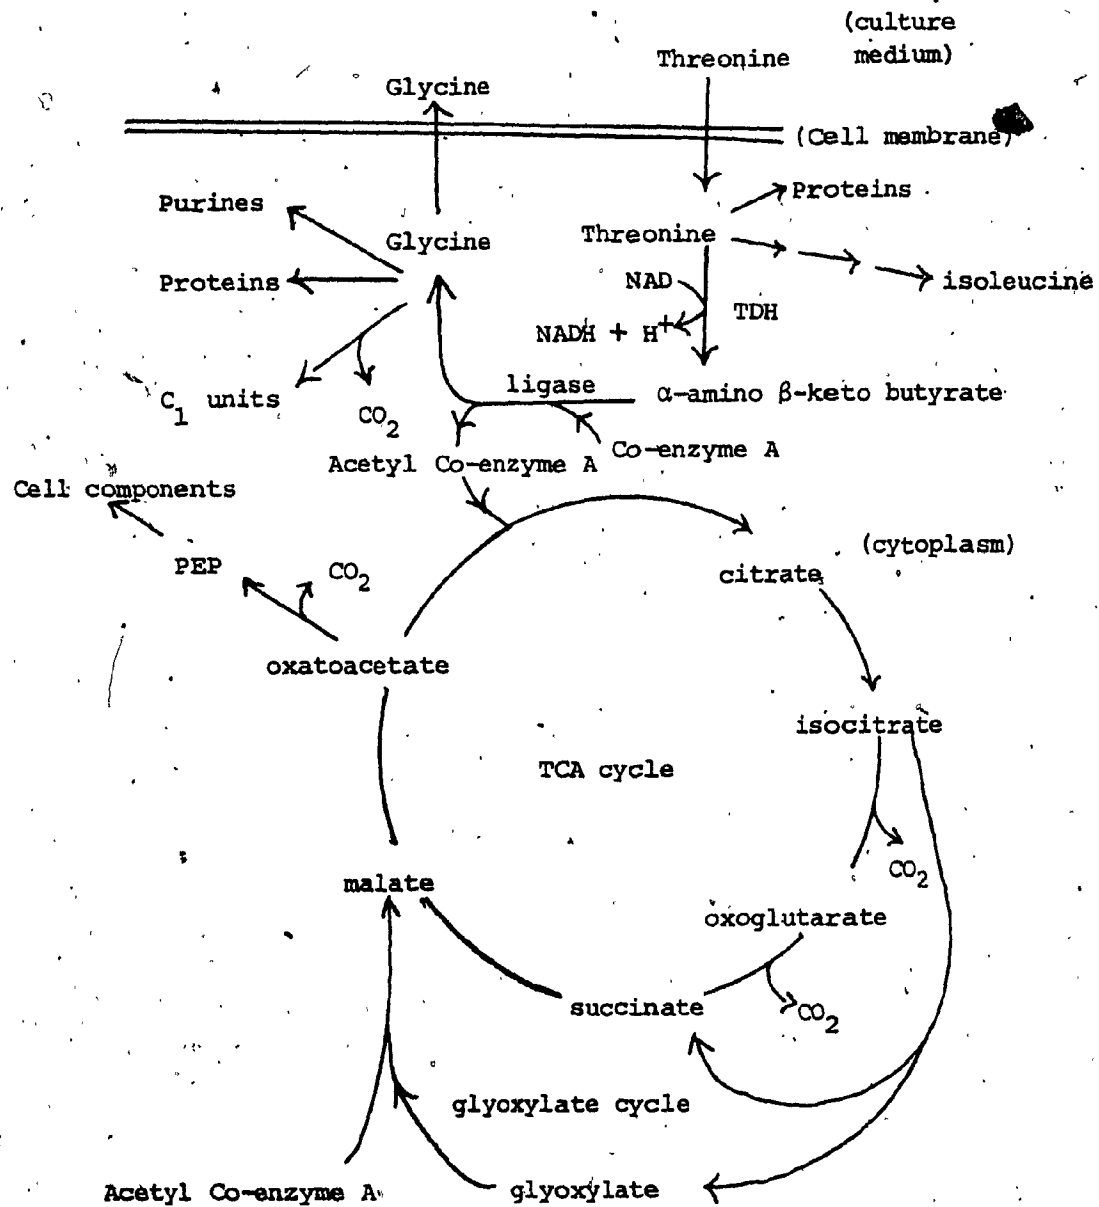 (culture
medium)
Threonine
Glycine
(Cell membrane)
Purines
Proteins
Glycine
Threonine
Proteins
isoleucine
NAD
TDH
NADH + H+
ligase
α-amino β-keto butyrate
C1 units
CO2
Acetyl Co-enzyme A
Co-enzyme A
Cell components
(cytoplasm)
PEP
CO2
citrate
oxatoacetate
isocitrate
TCA cycle
CO2
malate
oxoglutarate
succinate
CO2
glyoxylate cycle
Acetyl Co-enzyme A
glyoxylate